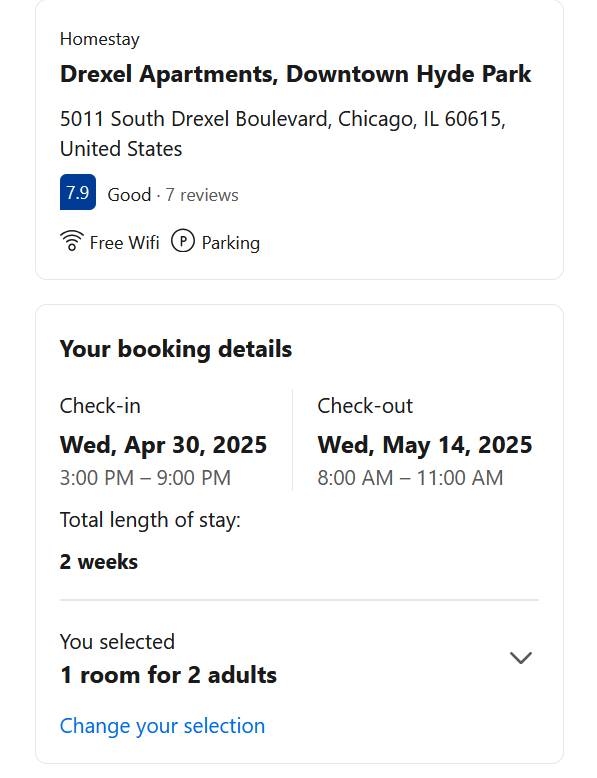 Homestay
Drexel Apartments, Downtown Hyde Park
5011 South Drexel Boulevard, Chicago, IL 60615,
United States
7.9 Good · 7 reviews
Free Wifi P Parking
Your booking details
Check-in
Wed, Apr 30, 2025
3:00 PM – 9:00 PM
Check-out
Wed, May 14, 2025
8:00 AM – 11:00 AM
Total length of stay:
2 weeks
You selected
1 room for 2 adults
Change your selection